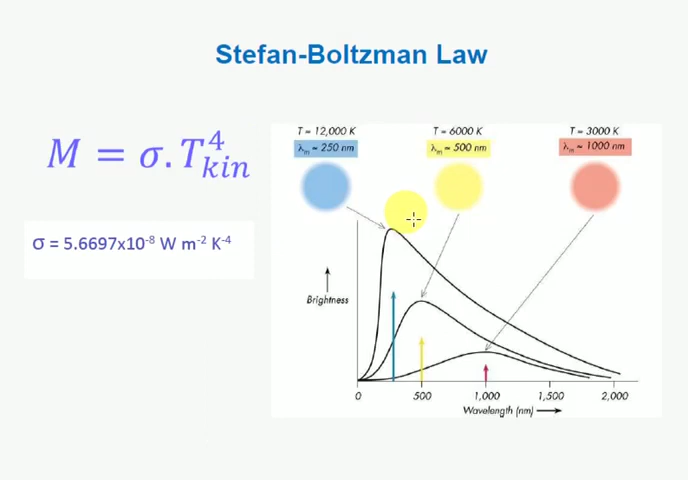 Stefan-Boltzman Law
M = σ.T⁴kin
σ = 5.6697x10⁻⁸ W m⁻² K⁻⁴
T = 12,000 K
λm ≈ 250 nm
T = 6000 K
λm ≈ 500 nm
T = 3000 K
λm ≈ 1000 nm
Brightness
0 500 1,000 1,500 2,000
Wavelength (nm)